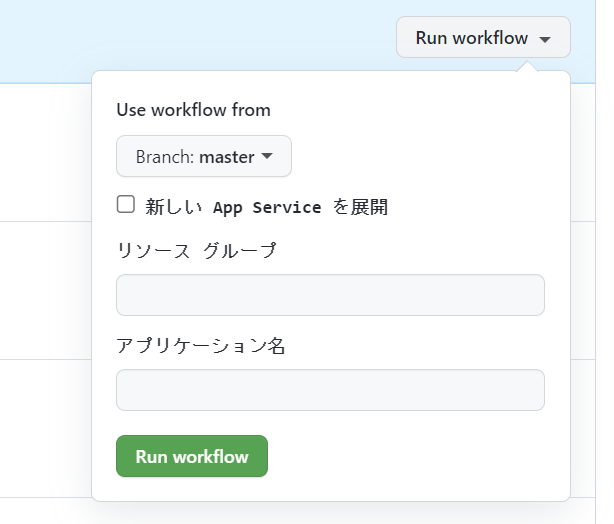 Run workflow
Use workflow from
Branch: master
新しい App Service を展開
リソース グループ
アプリケーション名
Run workflow